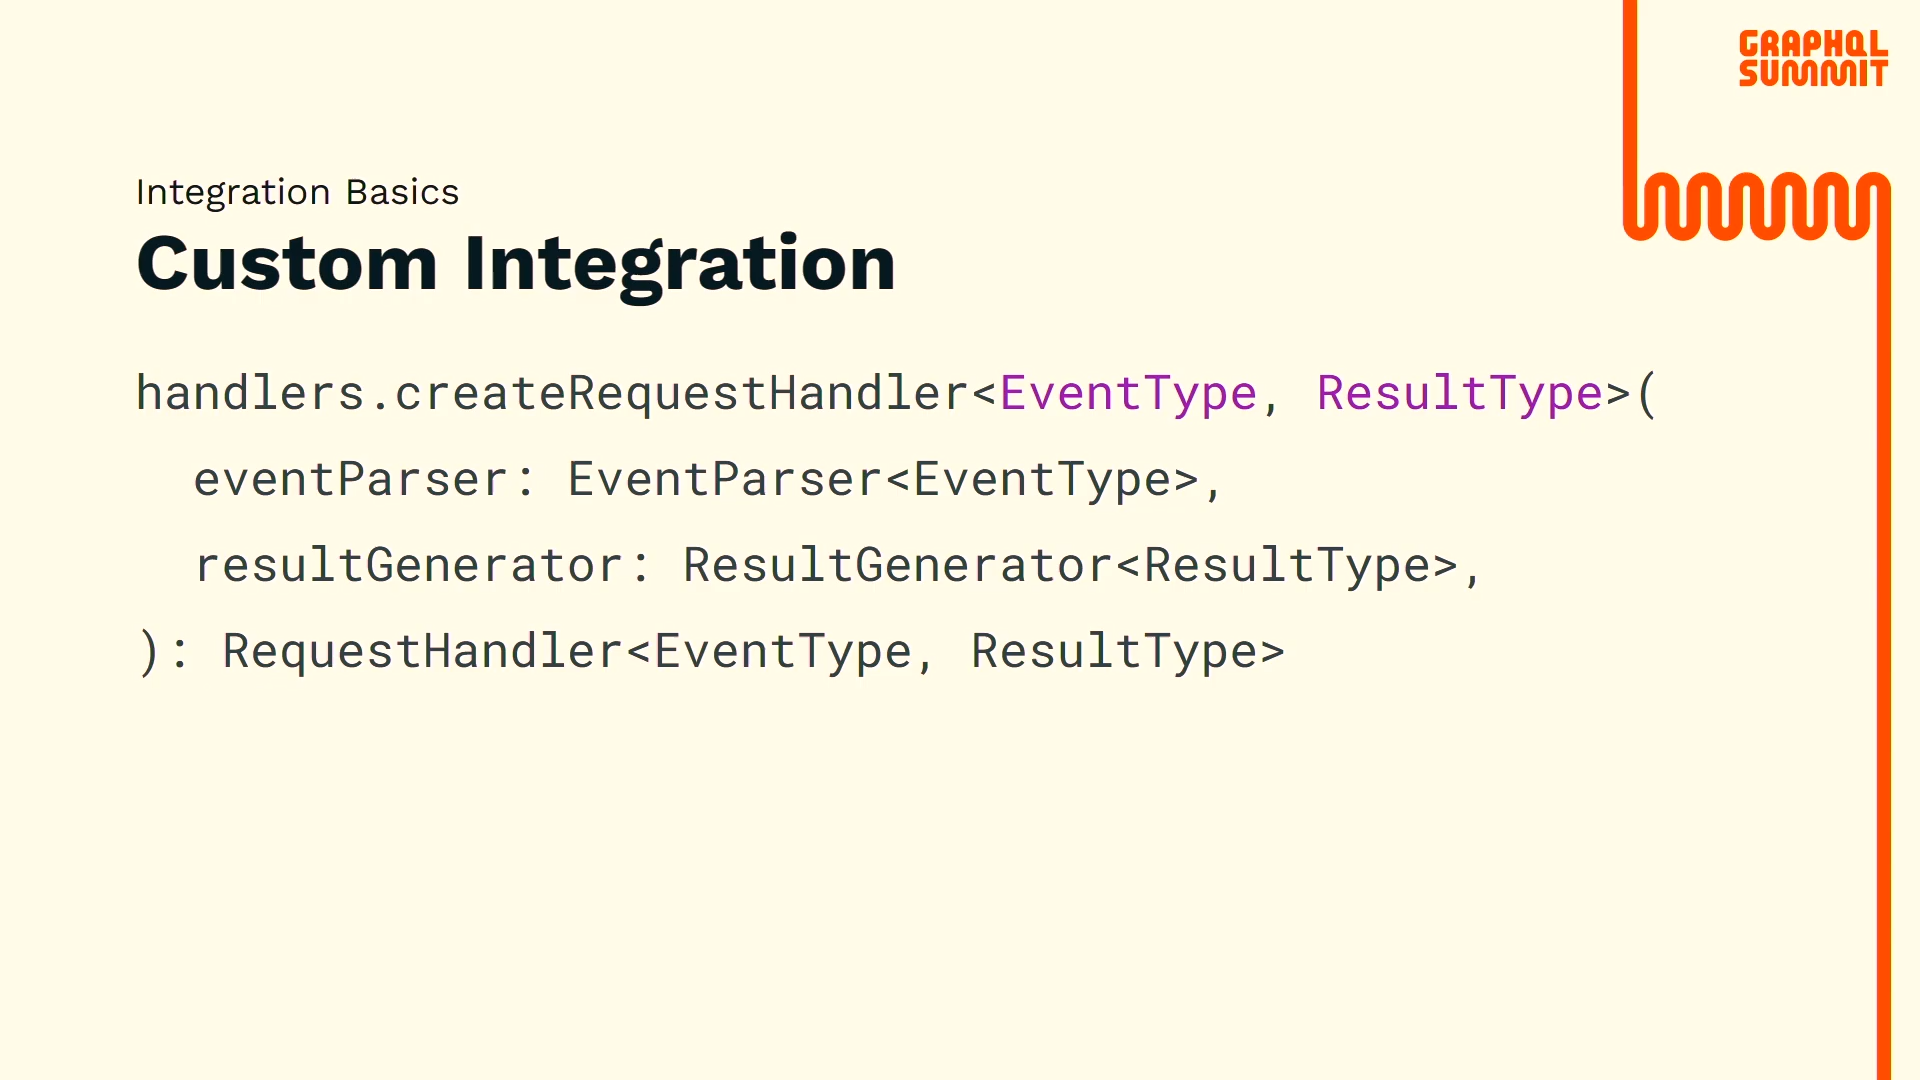 GRAPHQL
SUMMIT
Integration Basics
Custom Integration
handlers.createRequestHandler<EventType, ResultType>(
  eventParser: EventParser<EventType>,
  resultGenerator: ResultGenerator<ResultType>,
): RequestHandler<EventType, ResultType>